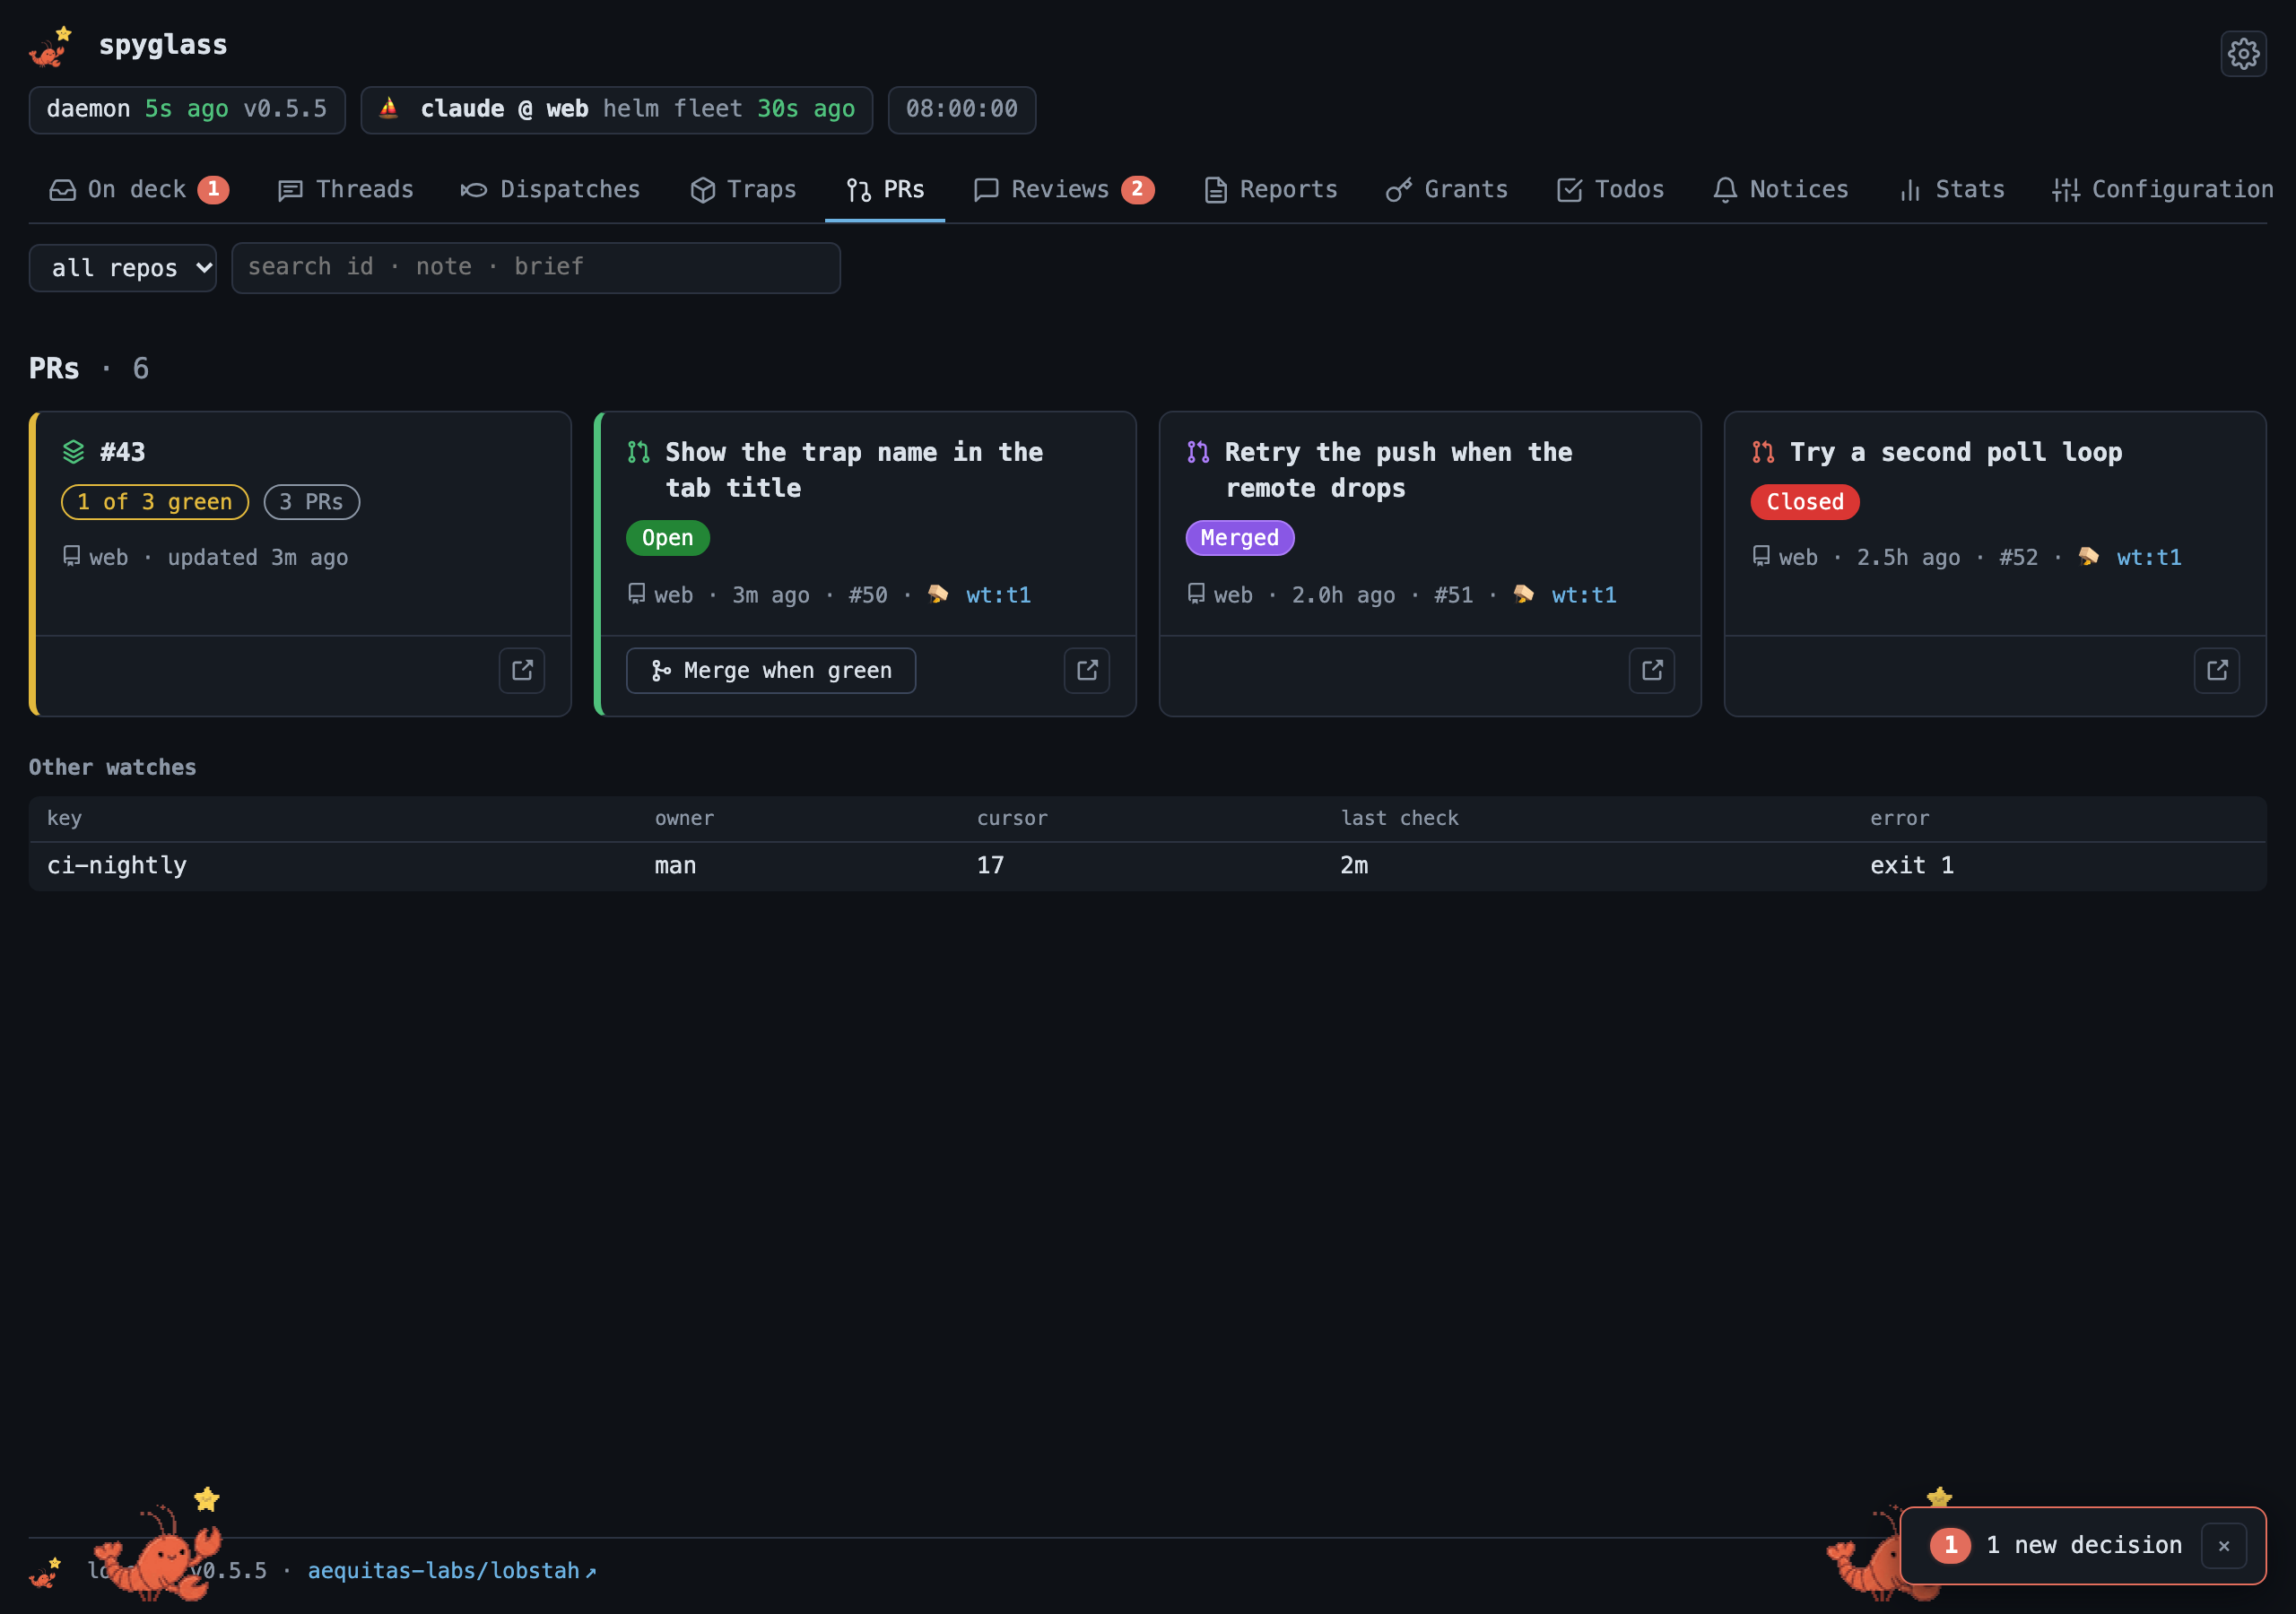 spyglass
daemon 5s ago v0.5.5
claude @ web helm fleet 30s ago
08:00:00
On deck 1
Threads
Dispatches
Traps
PRs
Reviews 2
Reports
Grants
Todos
Notices
Stats
Configuration
all repos
search id · note · brief
PRs · 6
#43
1 of 3 green
3 PRs
web · updated 3m ago
Show the trap name in the
tab title
Open
web · 3m ago · #50 · wt:t1
Merge when green
Retry the push when the
remote drops
Merged
web · 2.0h ago · #51 · wt:t1
Try a second poll loop
Closed
web · 2.5h ago · #52 · wt:t1
Other watches
key owner cursor last check error
ci-nightly man 17 2m exit 1
v0.5.5 · aequitas-labs/lobstah↗
1 1 new decision ×